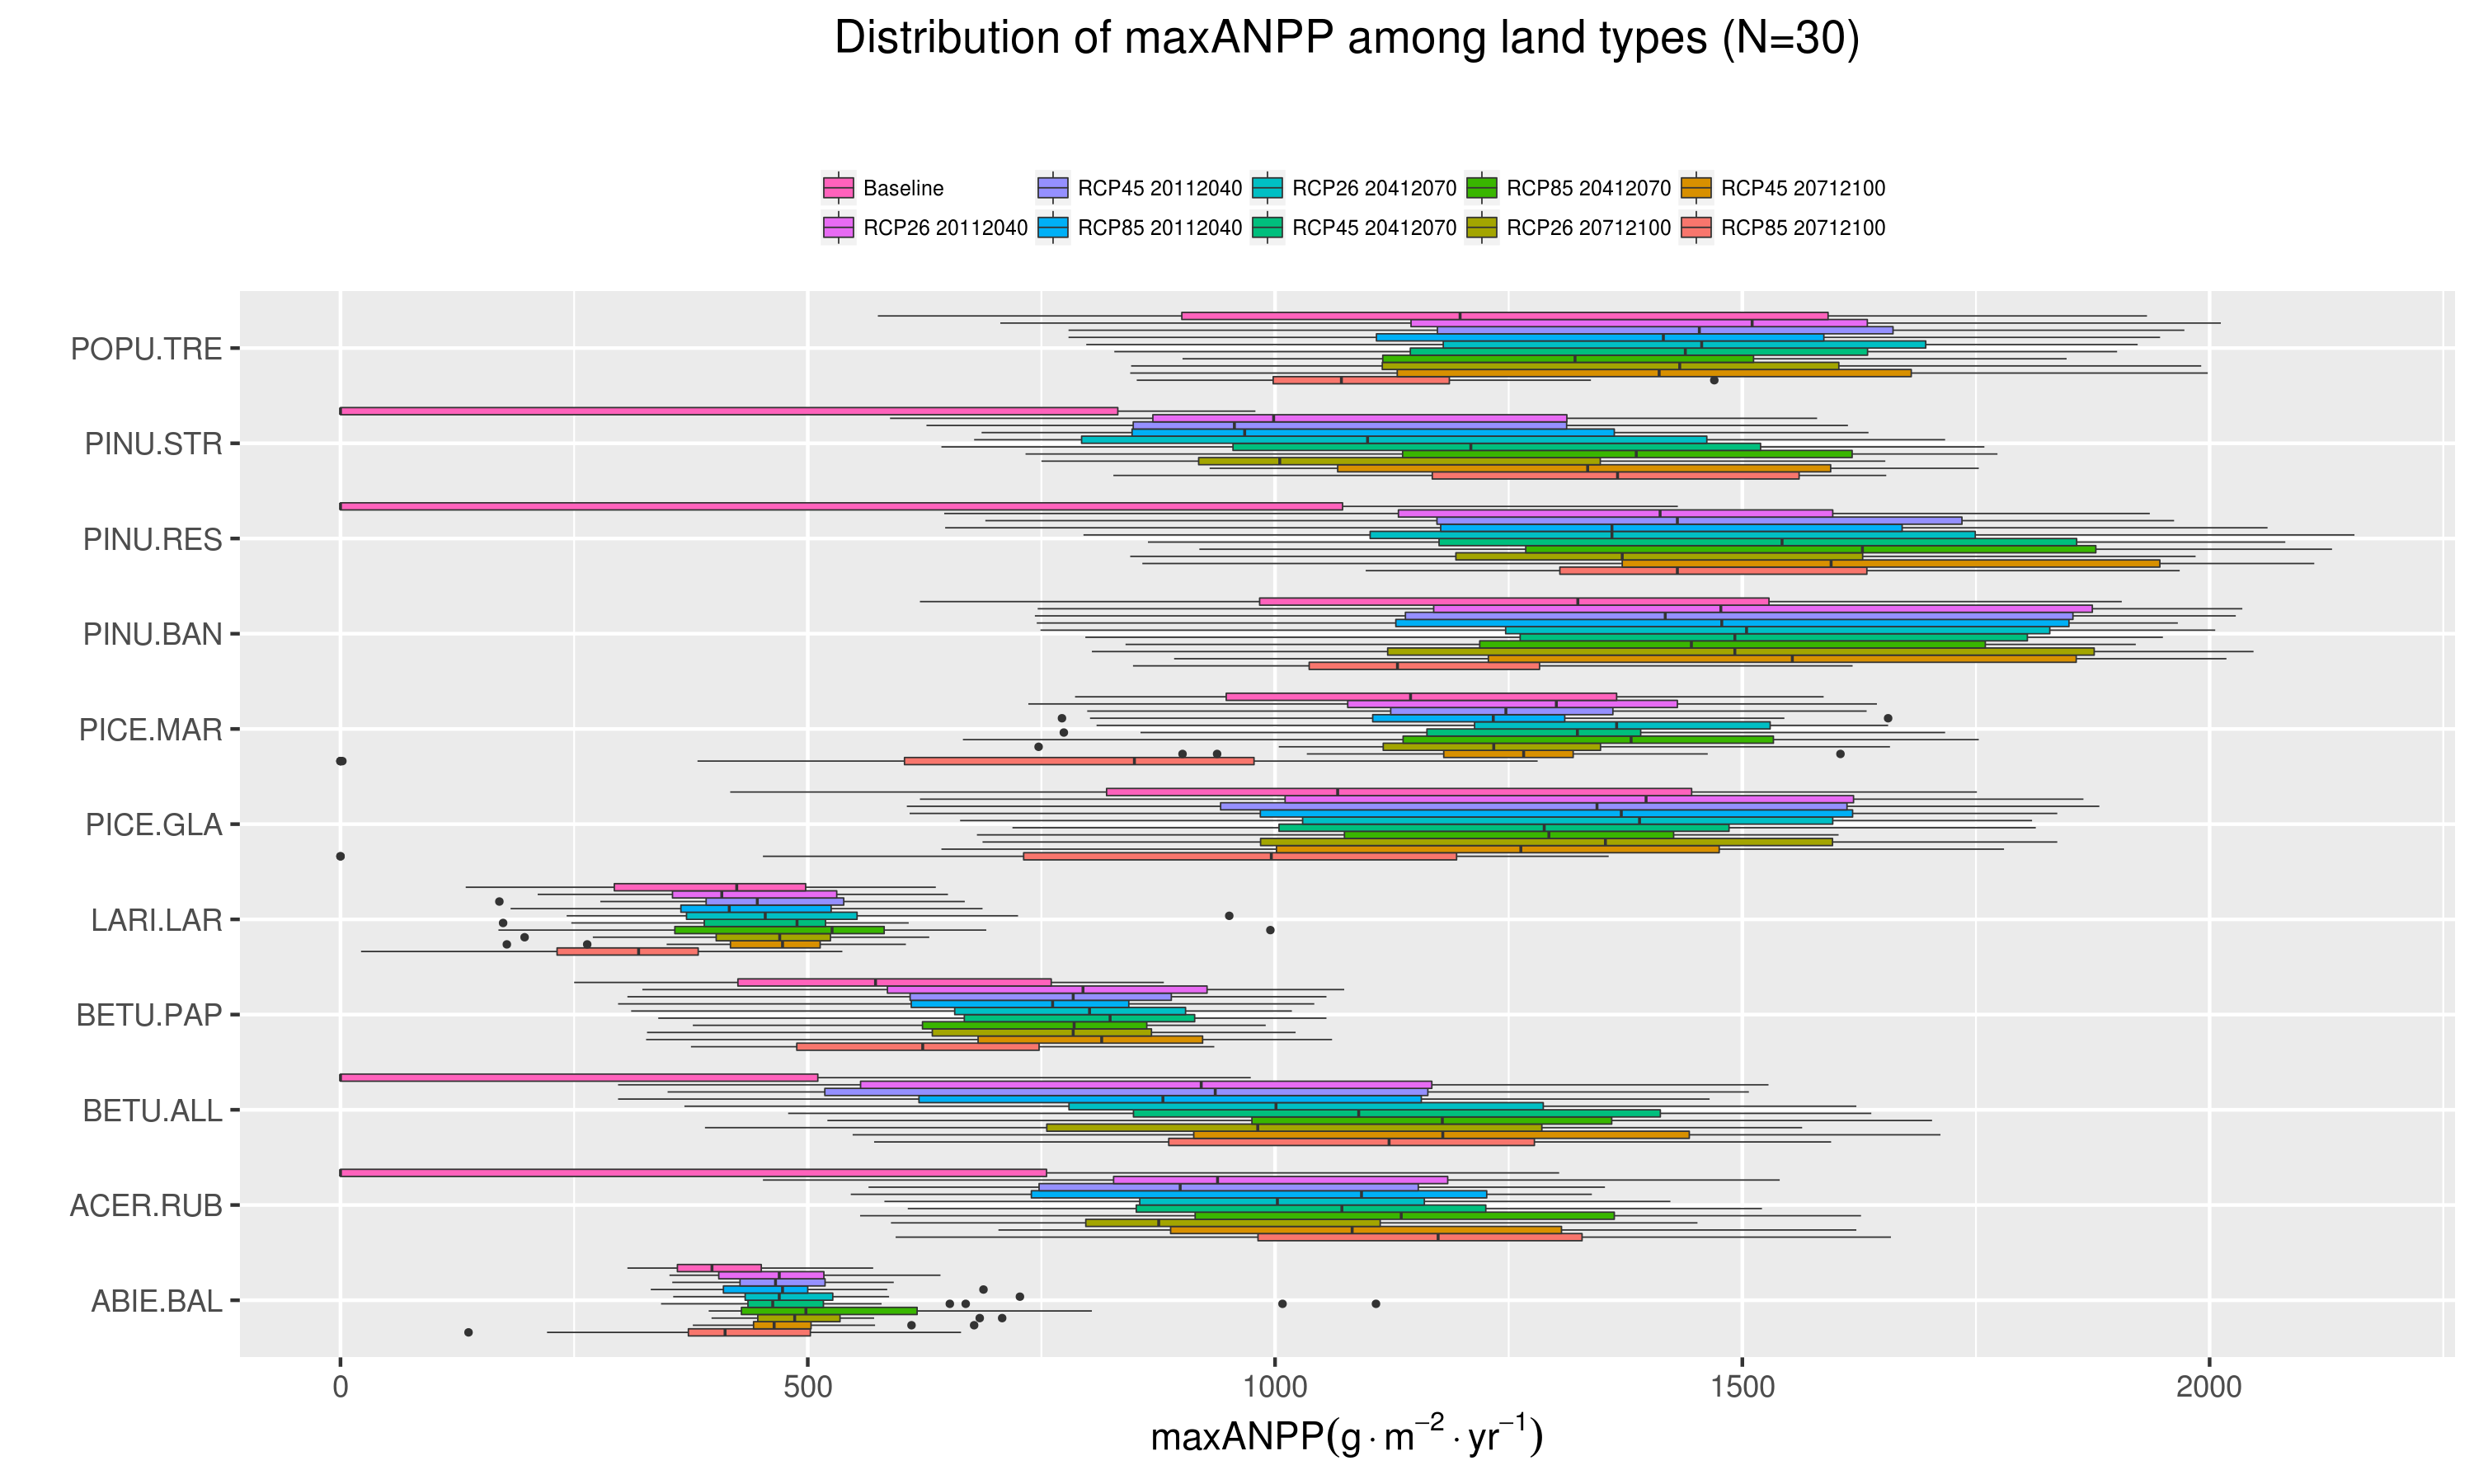 Distribution of maxANPP among land types (N=30)
Baseline RCP45 20112040 RCP26 20412070 RCP85 20412070 RCP45 20712100
RCP26 20112040 RCP85 20112040 RCP45 20412070 RCP26 20712100 RCP85 20712100
POPU.TRE
PINU.STR
PINU.RES
PINU.BAN
PICE.MAR
PICE.GLA
LARI.LAR
BETU.PAP
BETU.ALL
ACER.RUB
ABIE.BAL
0 500 1000 1500 2000
maxANPP(g·m⁻²·yr⁻¹)